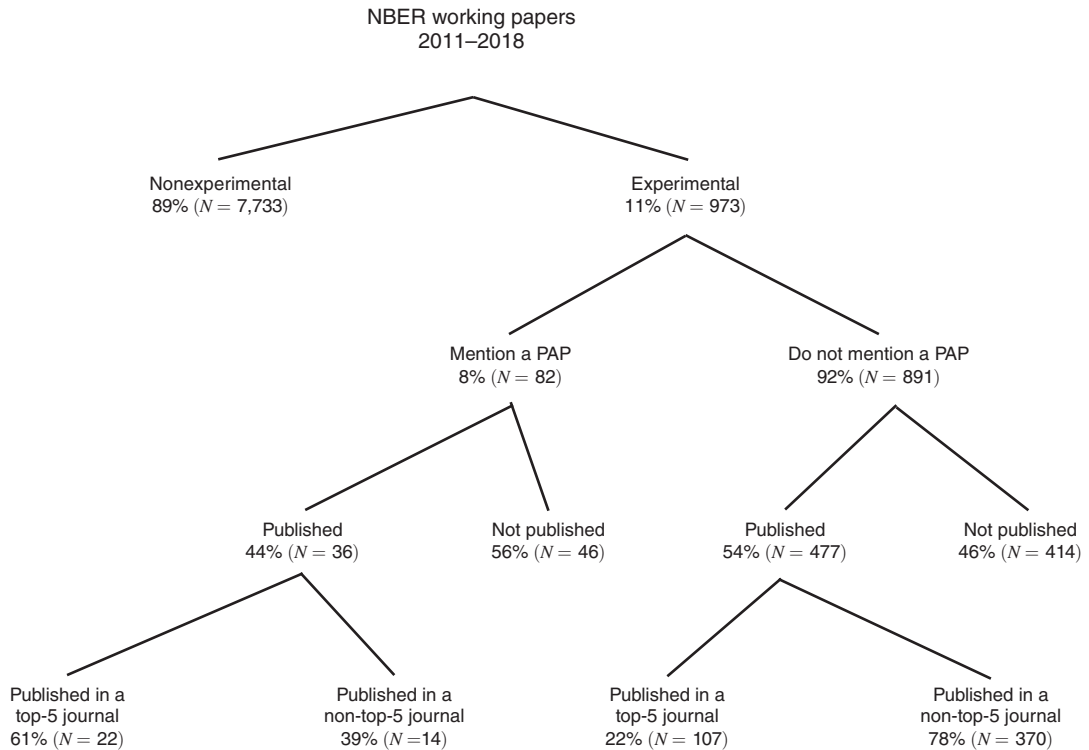 NBER working papers
2011–2018
Nonexperimental
89% (N = 7,733)
Experimental
11% (N = 973)
Mention a PAP
8% (N = 82)
Do not mention a PAP
92% (N = 891)
Published
44% (N = 36)
Not published
56% (N = 46)
Published
54% (N = 477)
Not published
46% (N = 414)
Published in a
top-5 journal
61% (N = 22)
Published in a
non-top-5 journal
39% (N =14)
Published in a
top-5 journal
22% (N = 107)
Published in a
non-top-5 journal
78% (N = 370)